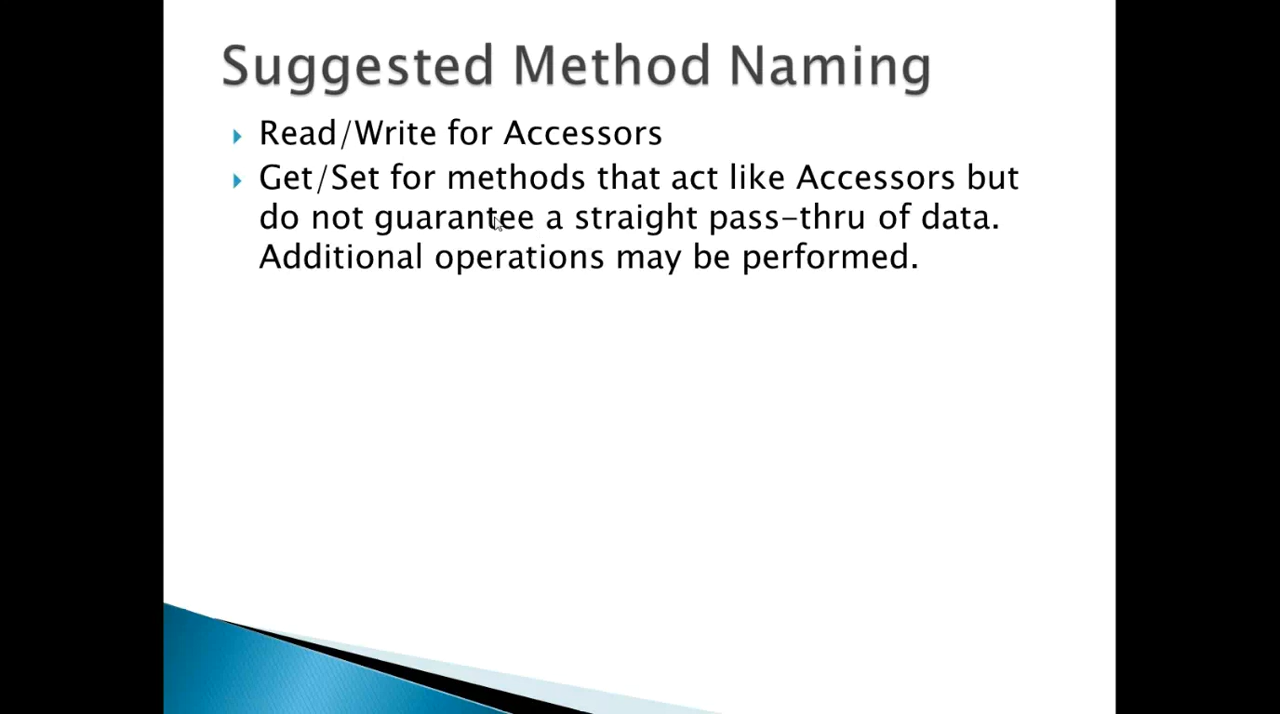 Suggested Method Naming
Read/Write for Accessors
Get/Set for methods that act like Accessors but
do not guarantee a straight pass-thru of data.
Additional operations may be performed.